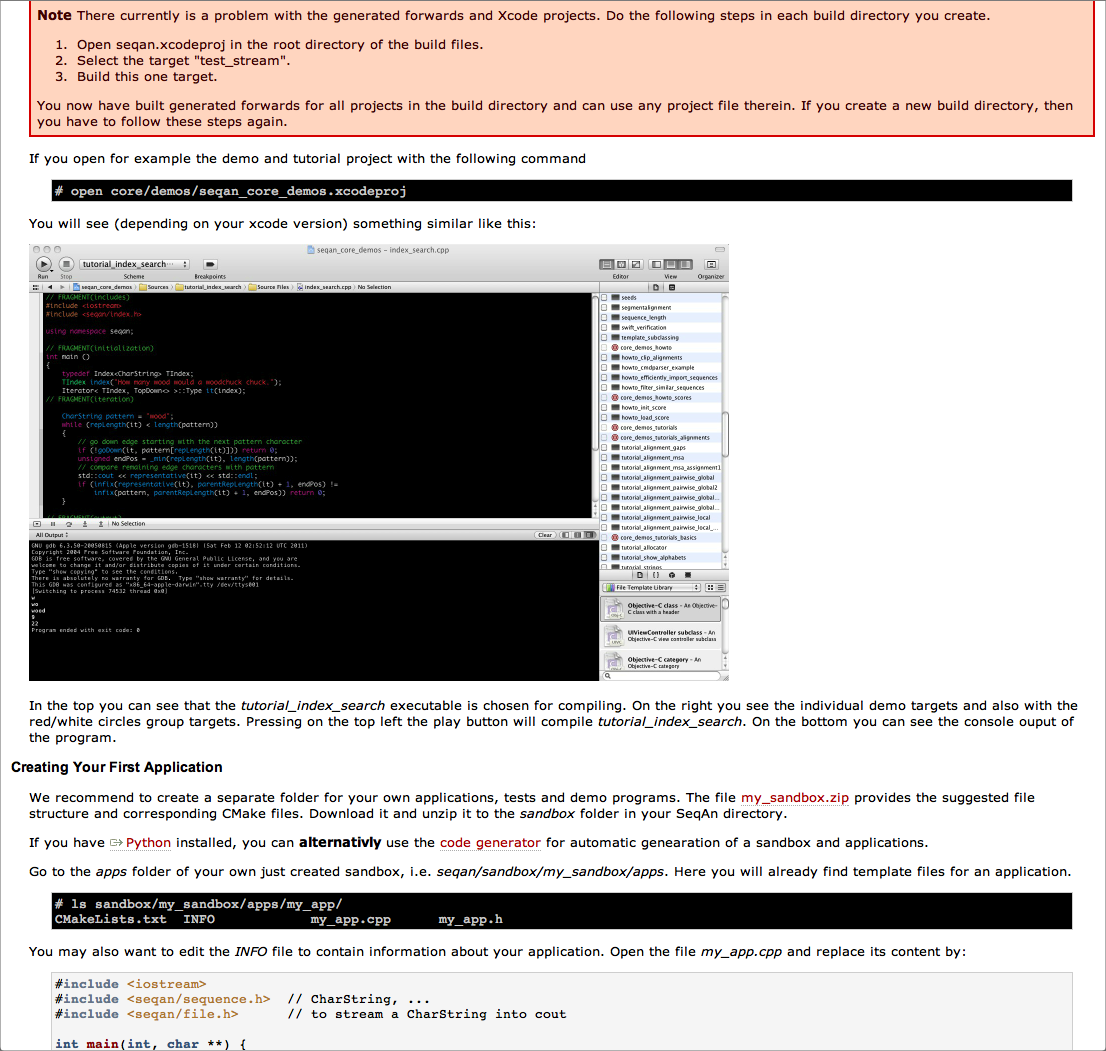 Note There currently is a problem with the generated forwards and Xcode projects. Do the following steps in each build directory you create.
1. Open seqan.xcodeproj in the root directory of the build files.
2. Select the target "test_stream".
3. Build this one target.
You now have built generated forwards for all projects in the build directory and can use any project file therein. If you create a new build directory, then
you have to follow these steps again.
If you open for example the demo and tutorial project with the following command
# open core/demos/seqan_core_demos.xcodeproj
You will see (depending on your xcode version) something similar like this:
seqan_core_demos – index_search.cpp
tutorial_index_search···
Run Stop Scheme Breakpoints Editor View Organizer
seqan_core_demos Sources tutorial_index_search Source Files index_search.cpp No Selection
// FRAGMENT(includes)
#include <iostream>
#include <seqan/index.h>
using namespace seqan;
// FRAGMENT(initialization)
int main ()
{
typedef Index<CharString> TIndex;
TIndex index("How many wood would a woodchuck chuck.");
Iterator< TIndex, TopDown<> >::Type it(index);
// FRAGMENT(iteration)
CharString pattern = "wood";
while (repLength(it) < length(pattern))
{
// go down edge starting with the next pattern character
if (!goDown(it, pattern[repLength(it)])) return 0;
unsigned endPos = _min(repLength(it), length(pattern));
// compare remaining edge characters with pattern
std::cout << representative(it) << std::endl;
if (infix(representative(it), parentRepLength(it) + 1, endPos) !=
infix(pattern, parentRepLength(it) + 1, endPos)) return 0;
}
// FRAGMENT(output)
seeds
segmentalignment
sequence_length
swift_verification
template_subclassing
core_demos_howto
howto_clip_alignments
howto_cmdparser_example
howto_efficiently_import_sequences
howto_filter_similar_sequences
core_demos_howto_scores
howto_init_score
howto_load_score
core_demos_tutorials
core_demos_tutorials_alignments
tutorial_alignment_gaps
tutorial_alignment_msa
tutorial_alignment_msa_assignment1
tutorial_alignment_pairwise_global
tutorial_alignment_pairwise_global2
tutorial_alignment_pairwise_global...
tutorial_alignment_pairwise_global...
tutorial_alignment_pairwise_local
tutorial_alignment_pairwise_local_...
core_demos_tutorials_basics
tutorial_allocator
tutorial_show_alphabets
tutorial_strings
No Selection
All Output Clear
GNU gdb 6.3.50-20050815 (Apple version gdb-1518) (Sat Feb 12 02:52:12 UTC 2011)
Copyright 2004 Free Software Foundation, Inc.
GDB is free software, covered by the GNU General Public License, and you are
welcome to change it and/or distribute copies of it under certain conditions.
Type "show copying" to see the conditions.
There is absolutely no warranty for GDB. Type "show warranty" for details.
This GDB was configured as "x86_64-apple-darwin".tty /dev/ttys001
[Switching to process 74532 thread 0x0]
w
wo
wood
9
22
Program ended with exit code: 0
File Template Library
Objective-C class – An Objective-
C class with a header
UIViewController subclass – An
Objective-C view controller subclass
Objective-C category – An
Objective-C category
In the top you can see that the tutorial_index_search executable is chosen for compiling. On the right you see the individual demo targets and also with the
red/white circles group targets. Pressing on the top left the play button will compile tutorial_index_search. On the bottom you can see the console ouput of
the program.
Creating Your First Application
We recommend to create a separate folder for your own applications, tests and demo programs. The file my_sandbox.zip provides the suggested file
structure and corresponding CMake files. Download it and unzip it to the sandbox folder in your SeqAn directory.
If you have Python installed, you can alternativly use the code generator for automatic genearation of a sandbox and applications.
Go to the apps folder of your own just created sandbox, i.e. seqan/sandbox/my_sandbox/apps. Here you will already find template files for an application.
# ls sandbox/my_sandbox/apps/my_app/
CMakeLists.txt INFO my_app.cpp my_app.h
You may also want to edit the INFO file to contain information about your application. Open the file my_app.cpp and replace its content by:
#include <iostream>
#include <seqan/sequence.h> // CharString, ...
#include <seqan/file.h> // to stream a CharString into cout
int main(int, char **) {